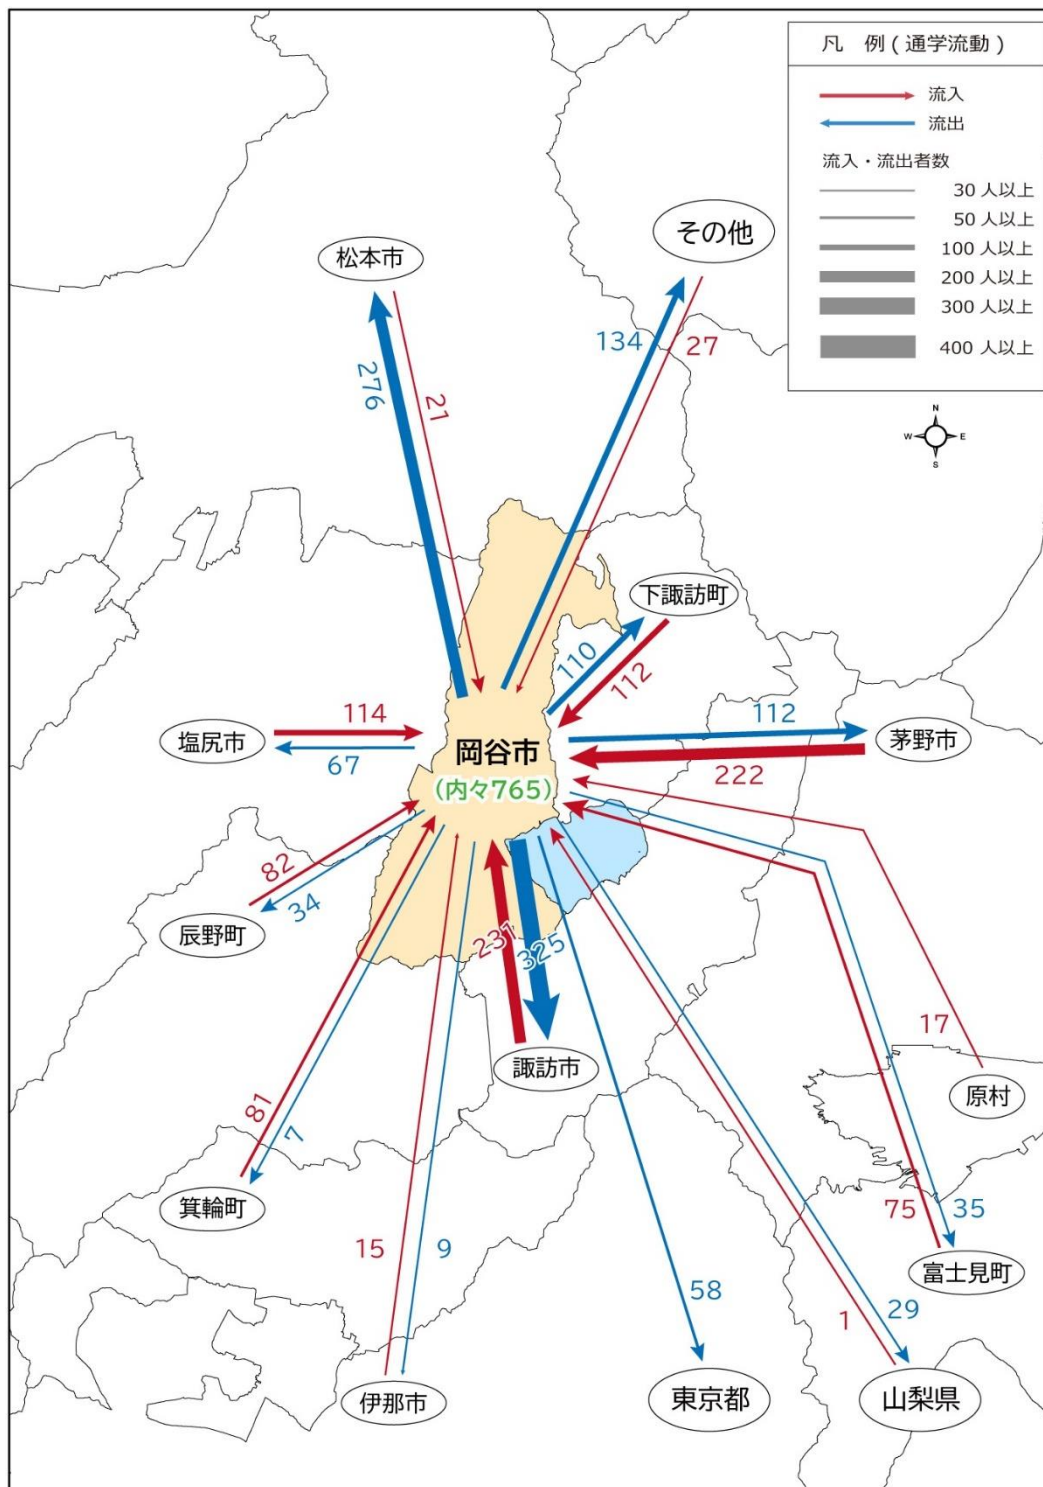 凡 例 ( 通学流動 )
流入
流出
流入・流出者数
30 人以上
50 人以上
100 人以上
200 人以上
300 人以上
400 人以上
N
W E
S
その他
松本市
134
27
276
21
下諏訪町
110
112
114
塩尻市
67
岡谷市
(内々765)
112
茅野市
222
82
34
辰野町
231
325
諏訪市
17
原村
81
7
箕輪町
75
35
富士見町
15
9
58
1
29
伊那市
東京都
山梨県